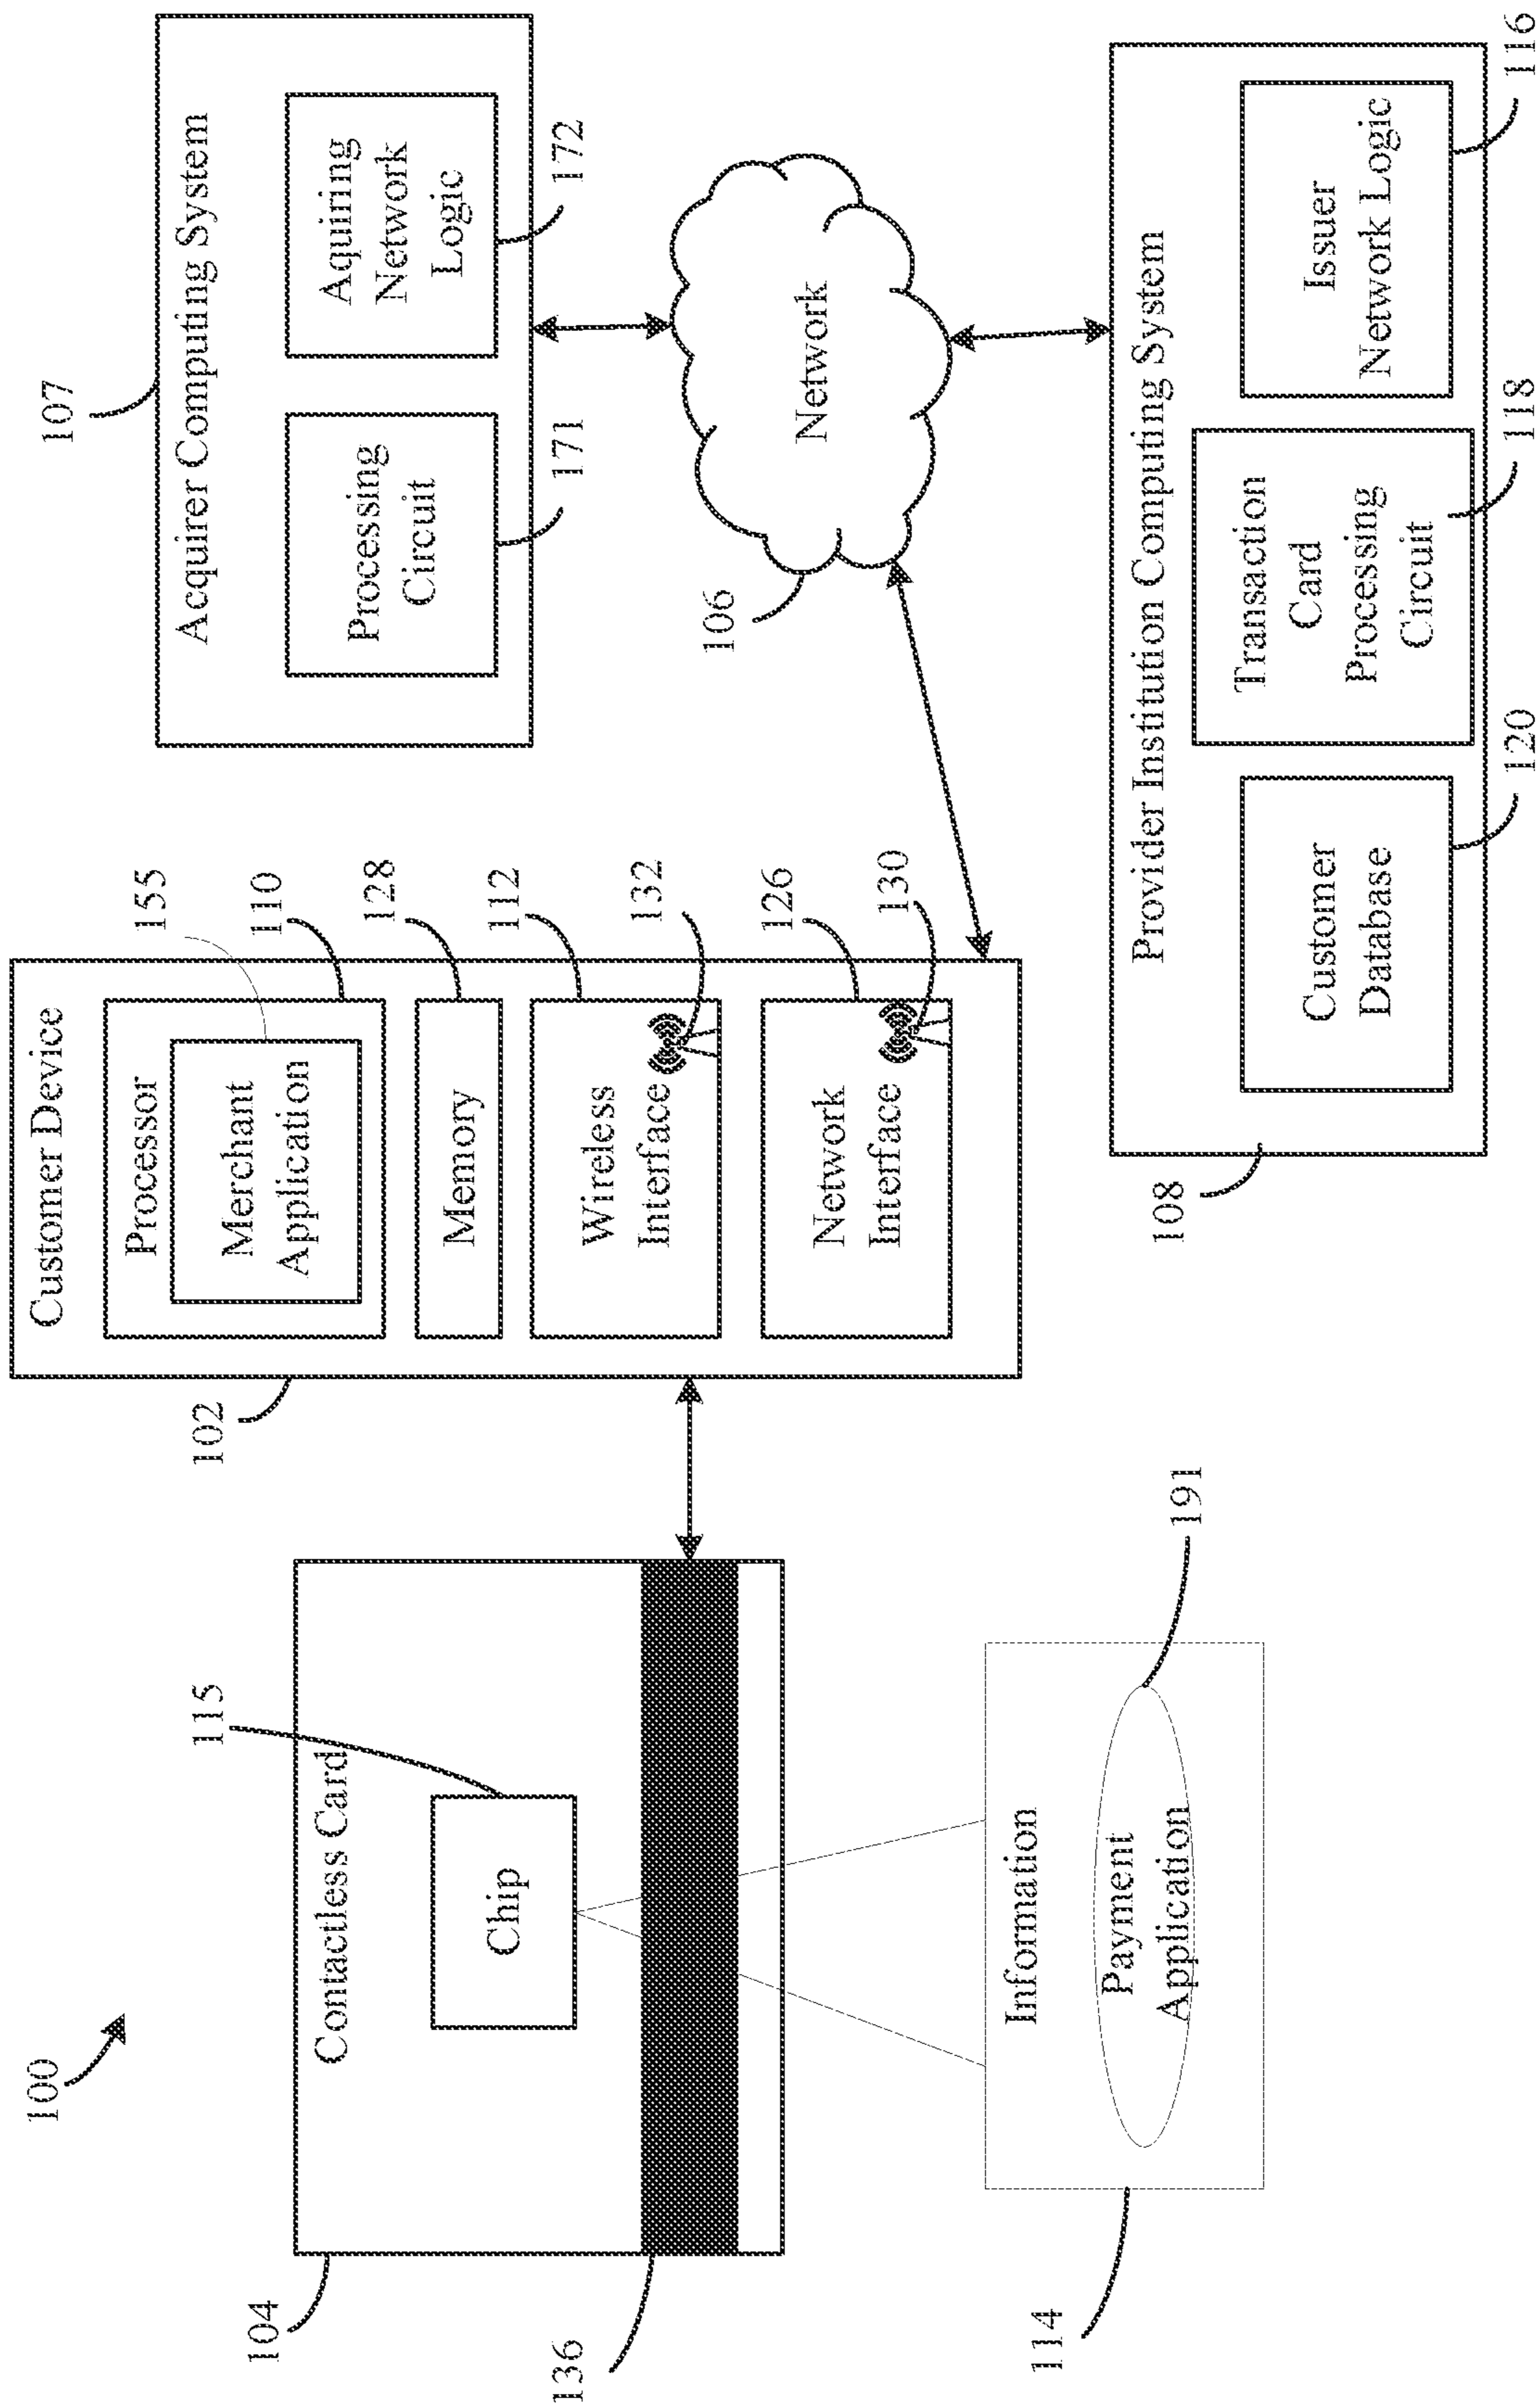 100
104
136
Contactless Card
115
Chip
114
Information
Payment
Application
191
102
Customer Device
Processor
Merchant
Application
155
110
Memory
128
Wireless
Interface
112
132
Network
Interface
126
130
107
Acquirer Computing System
Processing
Circuit
171
Aquiring
Network
Logic
172
Network
106
108
Provider Institution Computing System
Customer
Database
120
Transaction
Card
Processing
Circuit
118
Issuer
Network Logic
116